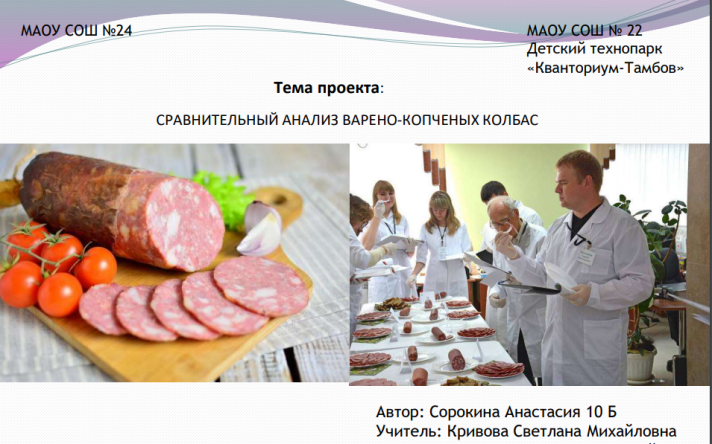 МАОУ СОШ №24
МАОУ СОШ № 22
Детский технопарк
«Кванториум-Тамбов»
Тема проекта:
СРАВНИТЕЛЬНЫЙ АНАЛИЗ ВАРЕНО-КОПЧЕНЫХ КОЛБАС
Автор: Сорокина Анастасия 10 Б
Учитель: Кривова Светлана Михайловна